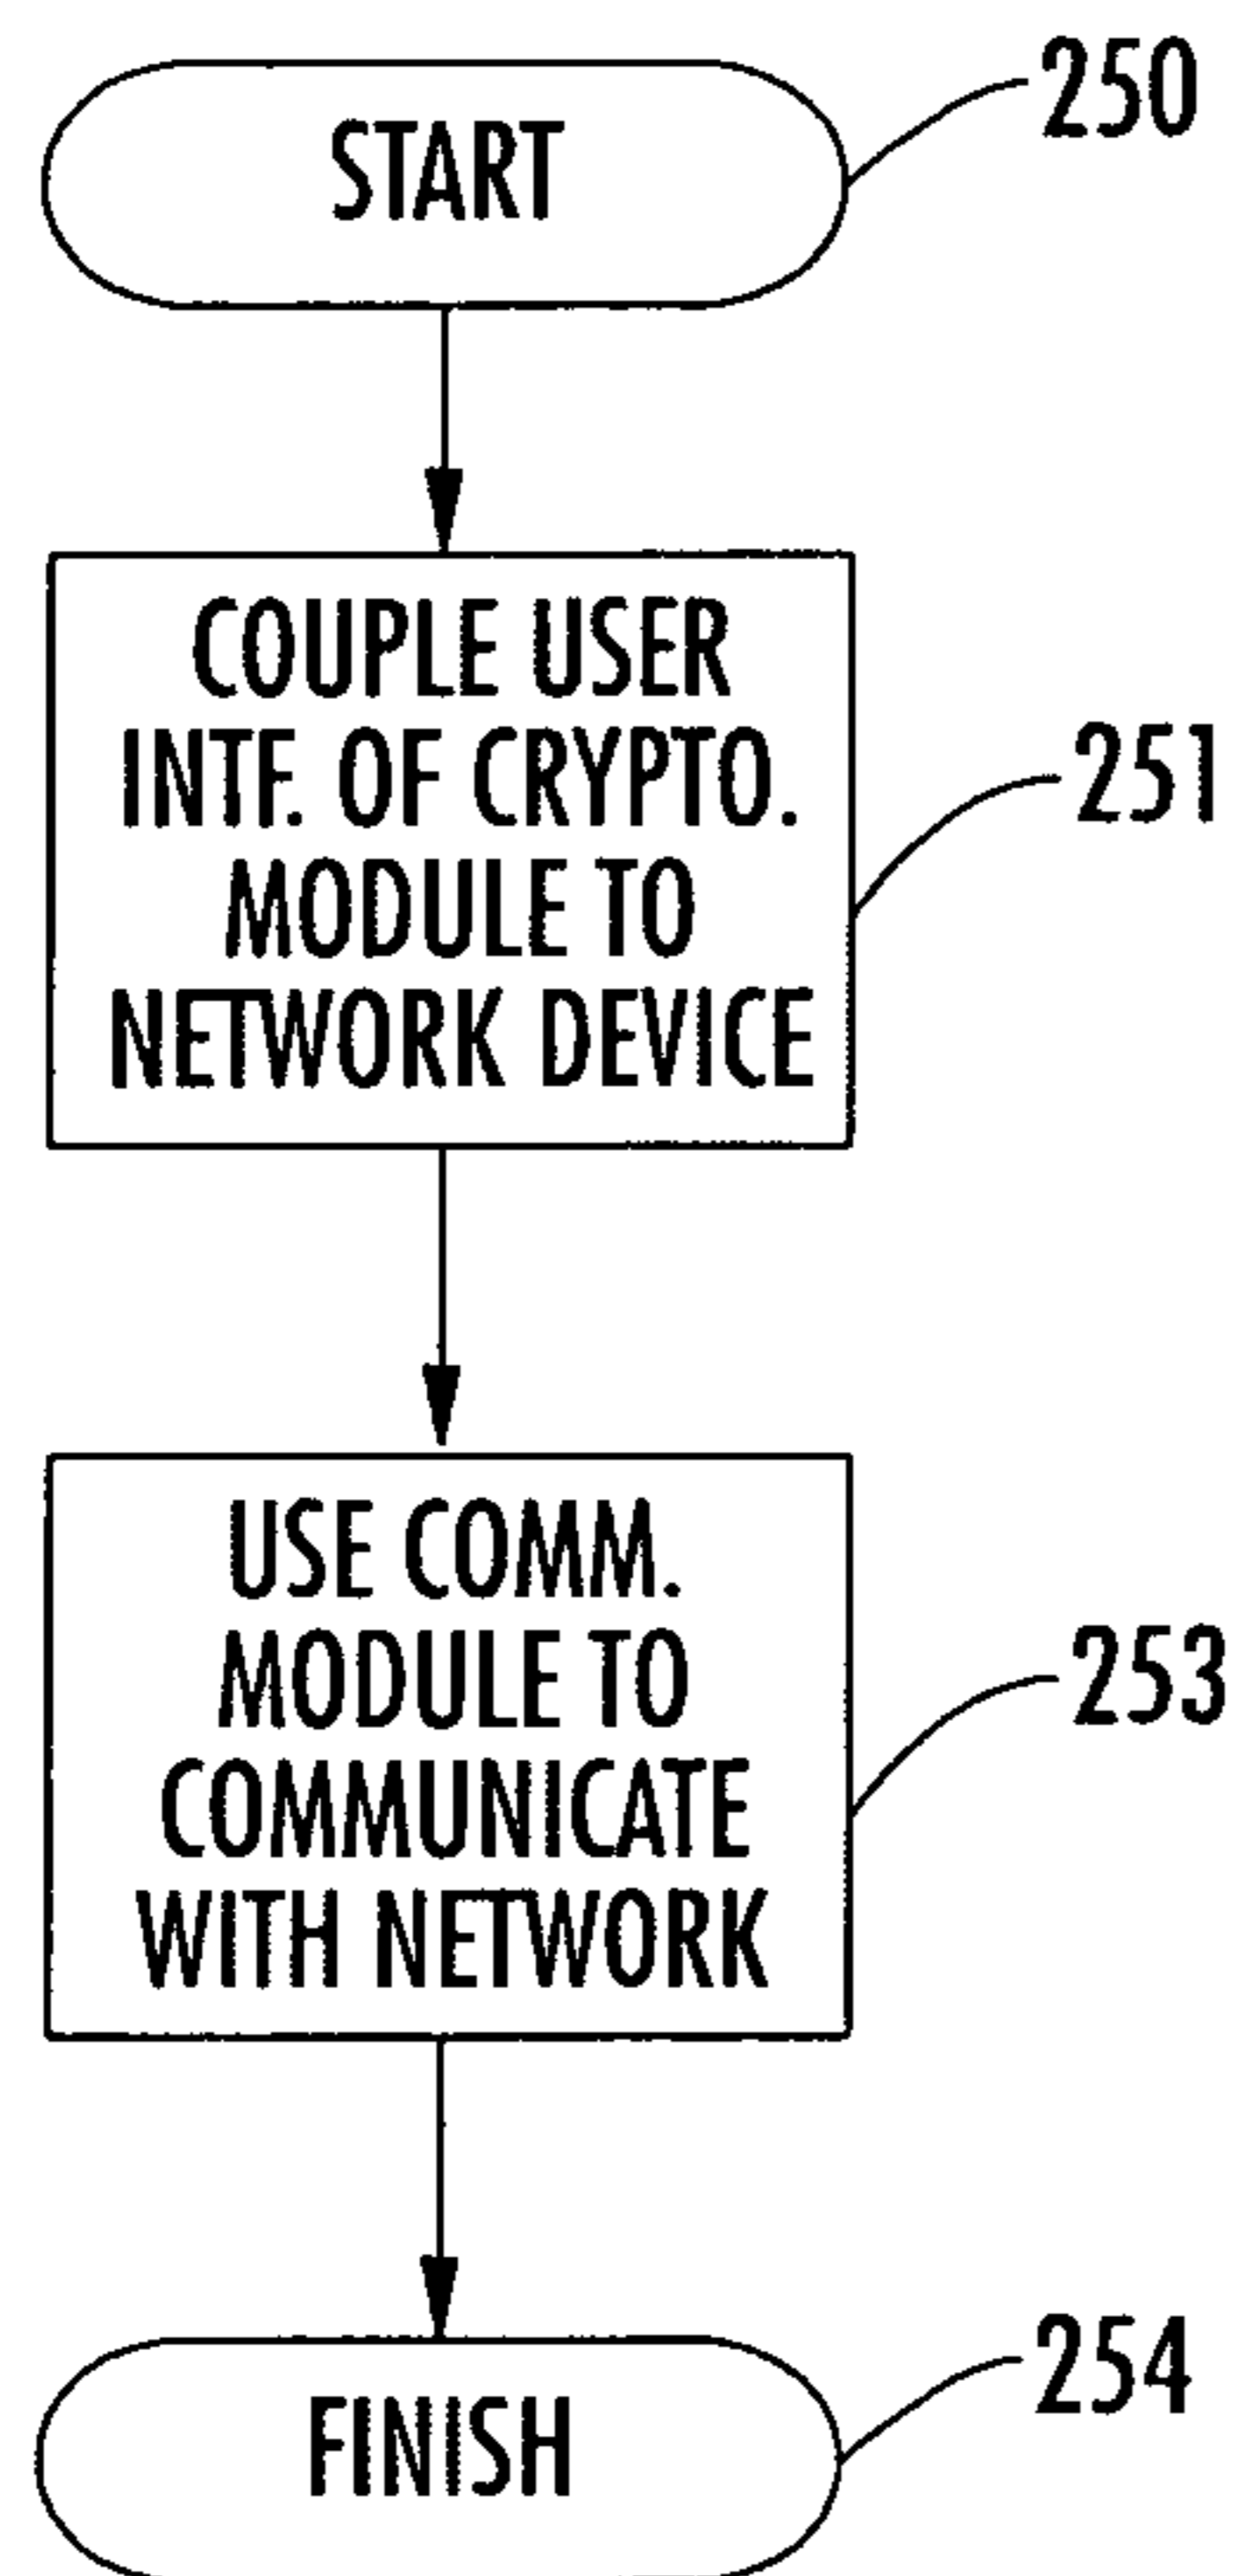 START
250
COUPLE USER
INTF. OF CRYPTO.
MODULE TO
NETWORK DEVICE
251
USE COMM.
MODULE TO
COMMUNICATE
WITH NETWORK
253
FINISH
254